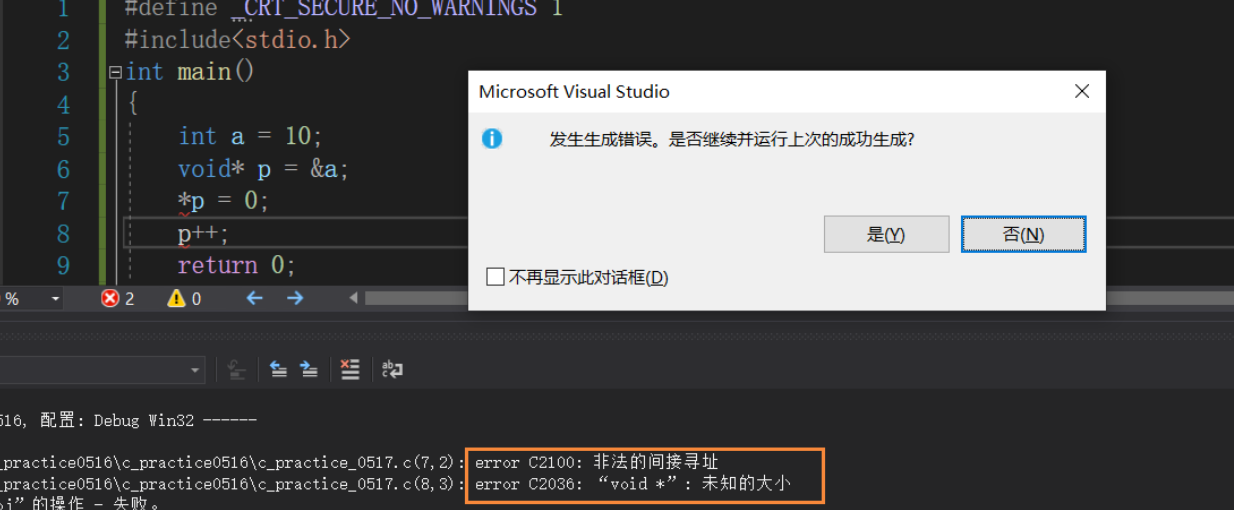 1 #define _CRT_SECURE_NO_WARNINGS 1
2 #include<stdio.h>
3 int main()
4 {
5 int a = 10;
6 void* p = &a;
7 *p = 0;
8 p++;
9 return 0;
Microsoft Visual Studio
发生生成错误。是否继续并运行上次的成功生成?
是(Y) 否(N)
不再显示此对话框(D)
% 2 0
516, 配置: Debug Win32 ------
_practice0516\c_practice0516\c_practice_0517.c(7,2): error C2100: 非法的间接寻址
_practice0516\c_practice0516\c_practice_0517.c(8,3): error C2036: “void *”: 未知的大小
”的操作 - 失败。